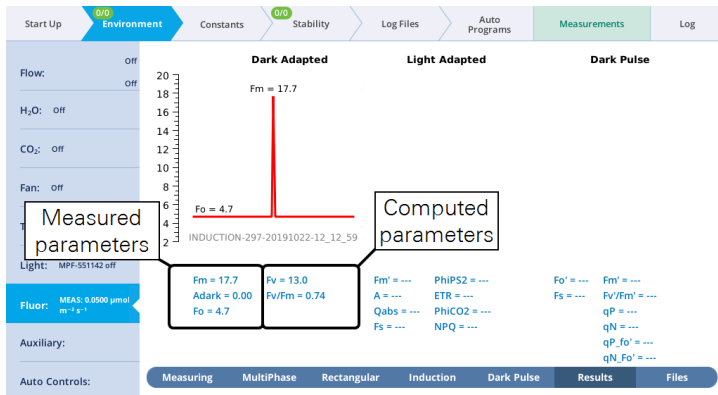 Start Up
0/0
Environment
Constants
0/0
Stability
Log Files
Auto
Programs
Measurements
Log
Off
Flow:
Off
H₂O: Off
CO₂: Off
Fan: Off
T
Light: MPF-551142 off
Fluor: MEAS: 0.0500 μmol
m⁻² s⁻¹
Auxiliary:
Auto Controls:
Dark Adapted
Light Adapted
Dark Pulse
20
18
16
14
12
10
8
6
4
2
Fm = 17.7
Fo = 4.7
INDUCTION-297-20191022-12_12_59
Measured
parameters
Computed
parameters
Fm = 17.7
Adark = 0.00
Fo = 4.7
Fv = 13.0
Fv/Fm = 0.74
Fm' = ---
A = ---
Qabs = ---
Fs = ---
PhiPS2 = ---
ETR = ---
PhiCO2 = ---
NPQ = ---
Fo' = ---
Fs = ---
Fm' = ---
Fv'/Fm' = ---
qP = ---
qN = ---
qP_fo' = ---
qN_Fo' = ---
Measuring
MultiPhase
Rectangular
Induction
Dark Pulse
Results
Files